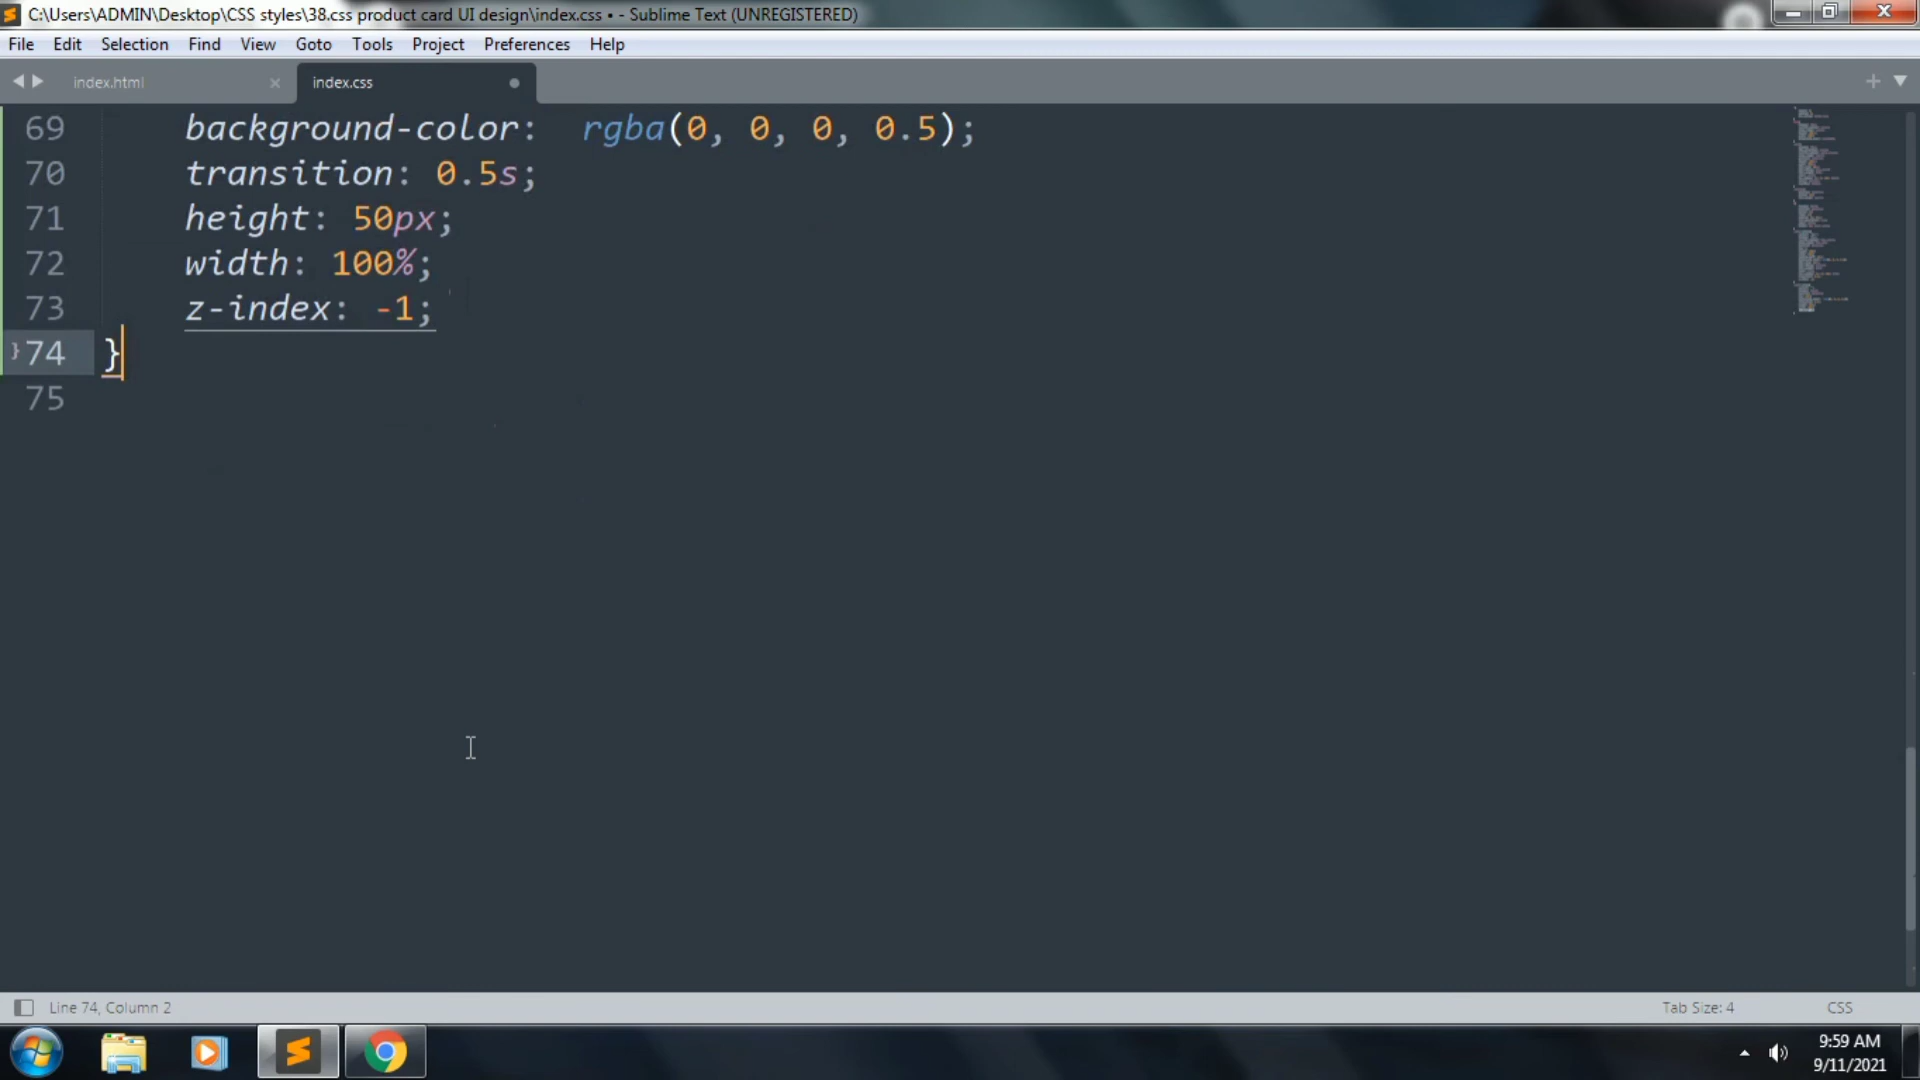 C:\Users\ADMIN\Desktop\CSS styles\38.css product card UI design\index.css • - Sublime Text (UNREGISTERED)
File Edit Selection Find View Goto Tools Project Preferences Help
index.html × index.css
69 background-color: rgba(0, 0, 0, 0.5);
70 transition: 0.5s;
71 height: 50px;
72 width: 100%;
73 z-index: -1;
74 }
75
Line 74, Column 2 Tab Size: 4 CSS
9:59 AM
9/11/2021